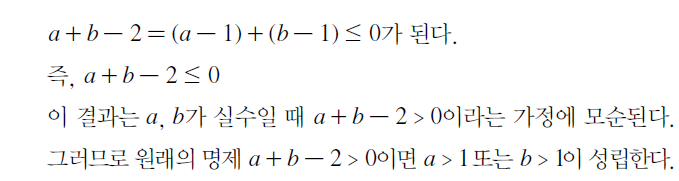 a+b−2=(a−1)+(b−1)≤0가 된다.
즉, a+b−2≤0
이 결과는 a, b가 실수일 때 a+b−2>0이라는 가정에 모순된다.
그러므로 원래의 명제 a+b−2>0이면 a>1 또는 b>1이 성립한다.